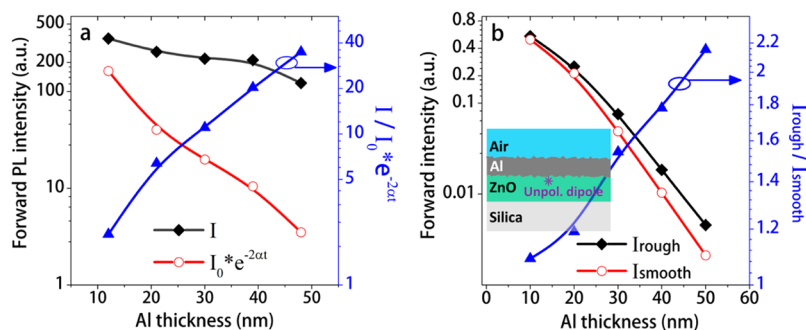 a
500
400
300
200
100
10
1
Forward PL intensity (a.u.)
10 20 30 40 50
Al thickness (nm)
40
20
10
5
2
1
I / I0*e-2αt
I
I0*e-2αt
b
0.8
0.4
0.2
0.1
0.01
Forward intensity (a.u.)
0 10 20 30 40 50 60
Al thickness (nm)
2.2
2
1.8
1.6
1.4
1.2
1
Irough / Ismooth
Air
Al
ZnO
Unpol. dipole
Silica
Irough
Ismooth